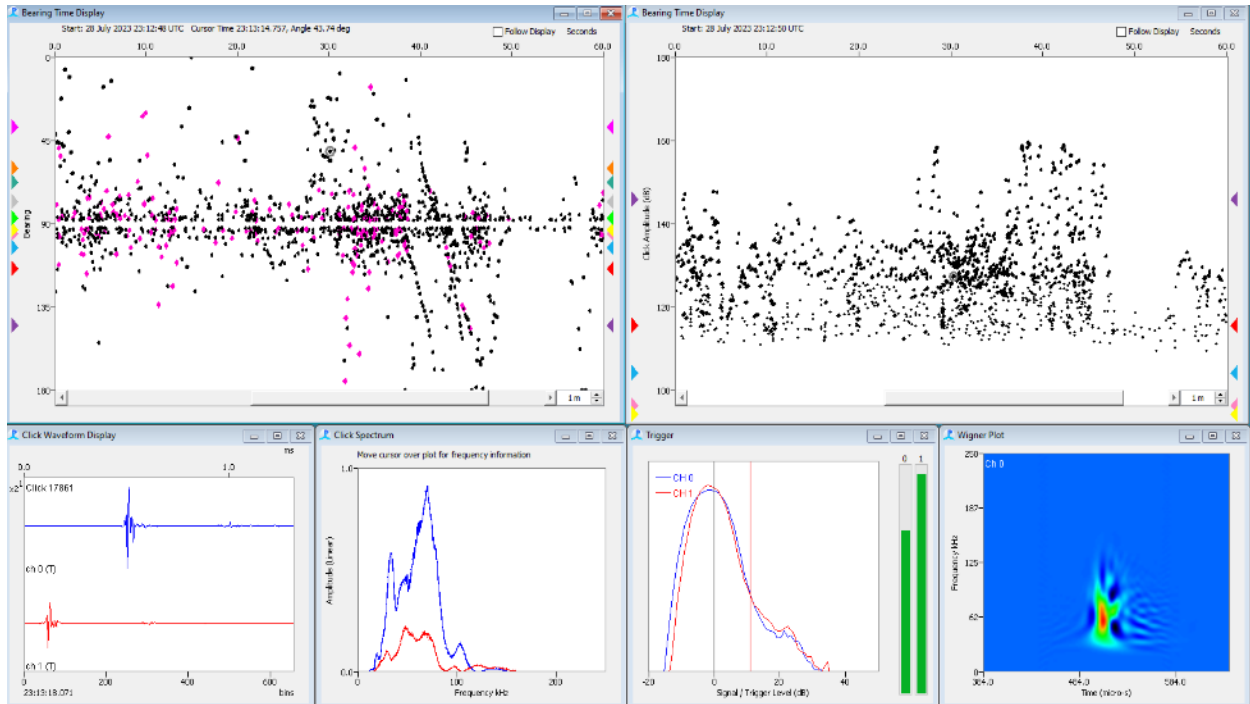 Bearing Time Display
Start: 28 July 2023 23:12:48 UTC Cursor Time 23:13:14.757, Angle 43.74 deg
Follow Display Seconds
0.0 10.0 20.0 30.0 40.0 50.0 60.0
0
45
90
135
180
Bearing
1 m
Bearing Time Display
Start: 28 July 2023 23:12:50 UTC
Follow Display Seconds
0.0 10.0 20.0 30.0 40.0 50.0 60.0
180
160
140
120
100
Click Amplitude (dB)
1 m
Click Waveform Display
ms
0.0 1.0
x2^1 Click 17861
ch 0 (T)
ch 1 (T)
23:13:18.071 bins
0 200 400 600
Click Spectrum
Move cursor over plot for frequency information
1.0
Amplitude (Linear)
0.0
0 100 200
Frequency kHz
Trigger
CH 0
CH 1
0 1
-20 0 20 40
Signal / Trigger Level (dB)
Wigner Plot
Ch 0
250
187
125
62
0
Frequency kHz
384.0 484.0 584.0
Time (micro-s)